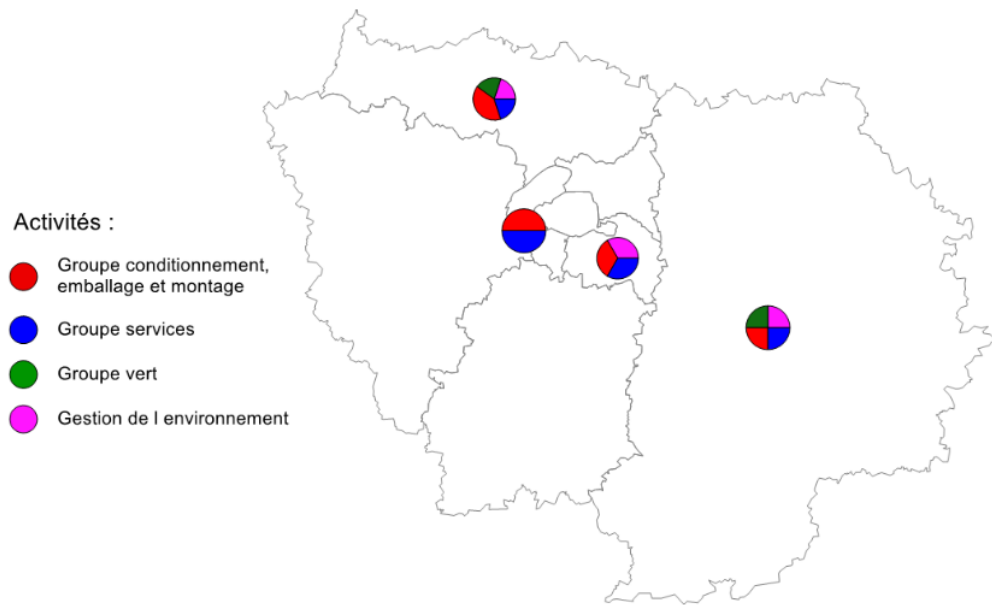 Activités :
Groupe conditionnement,
emballage et montage
Groupe services
Groupe vert
Gestion de l environnement